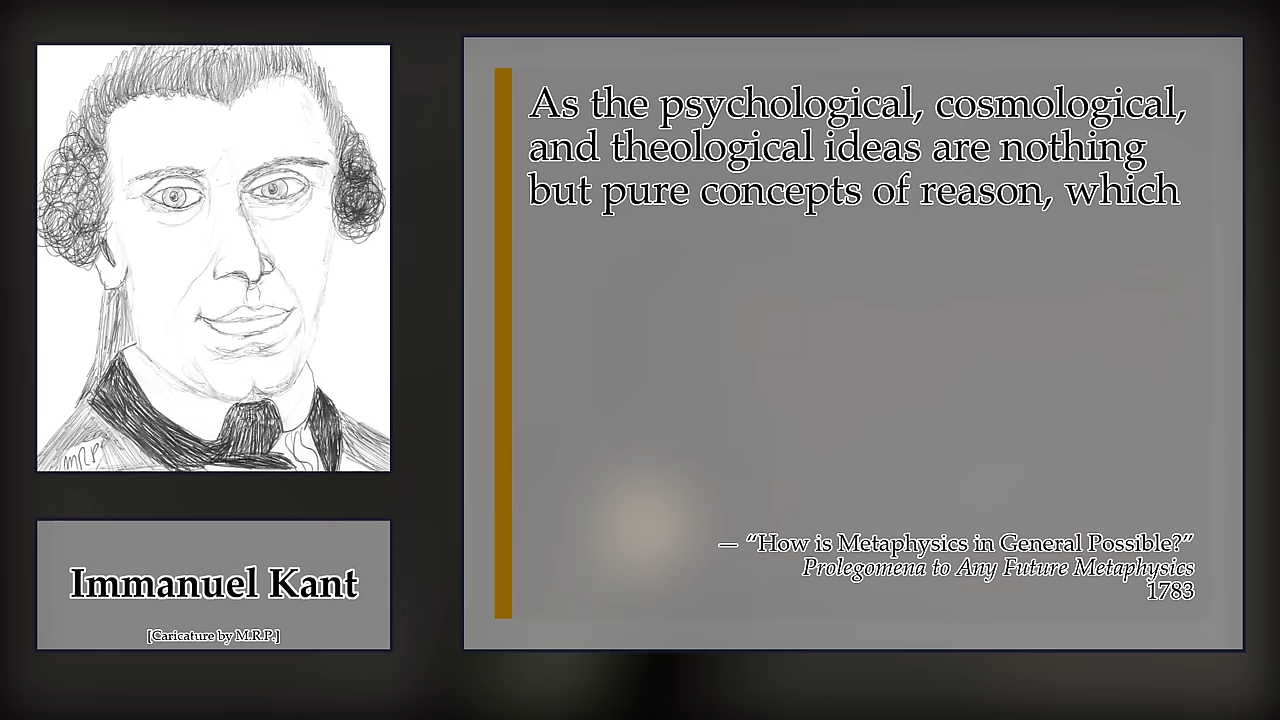 As the psychological, cosmological,
and theological ideas are nothing
but pure concepts of reason, which
— “How is Metaphysics in General Possible?”
Prolegomena to Any Future Metaphysics
1783
M.R.P.
Immanuel Kant
[Caricature by M.R.P.]